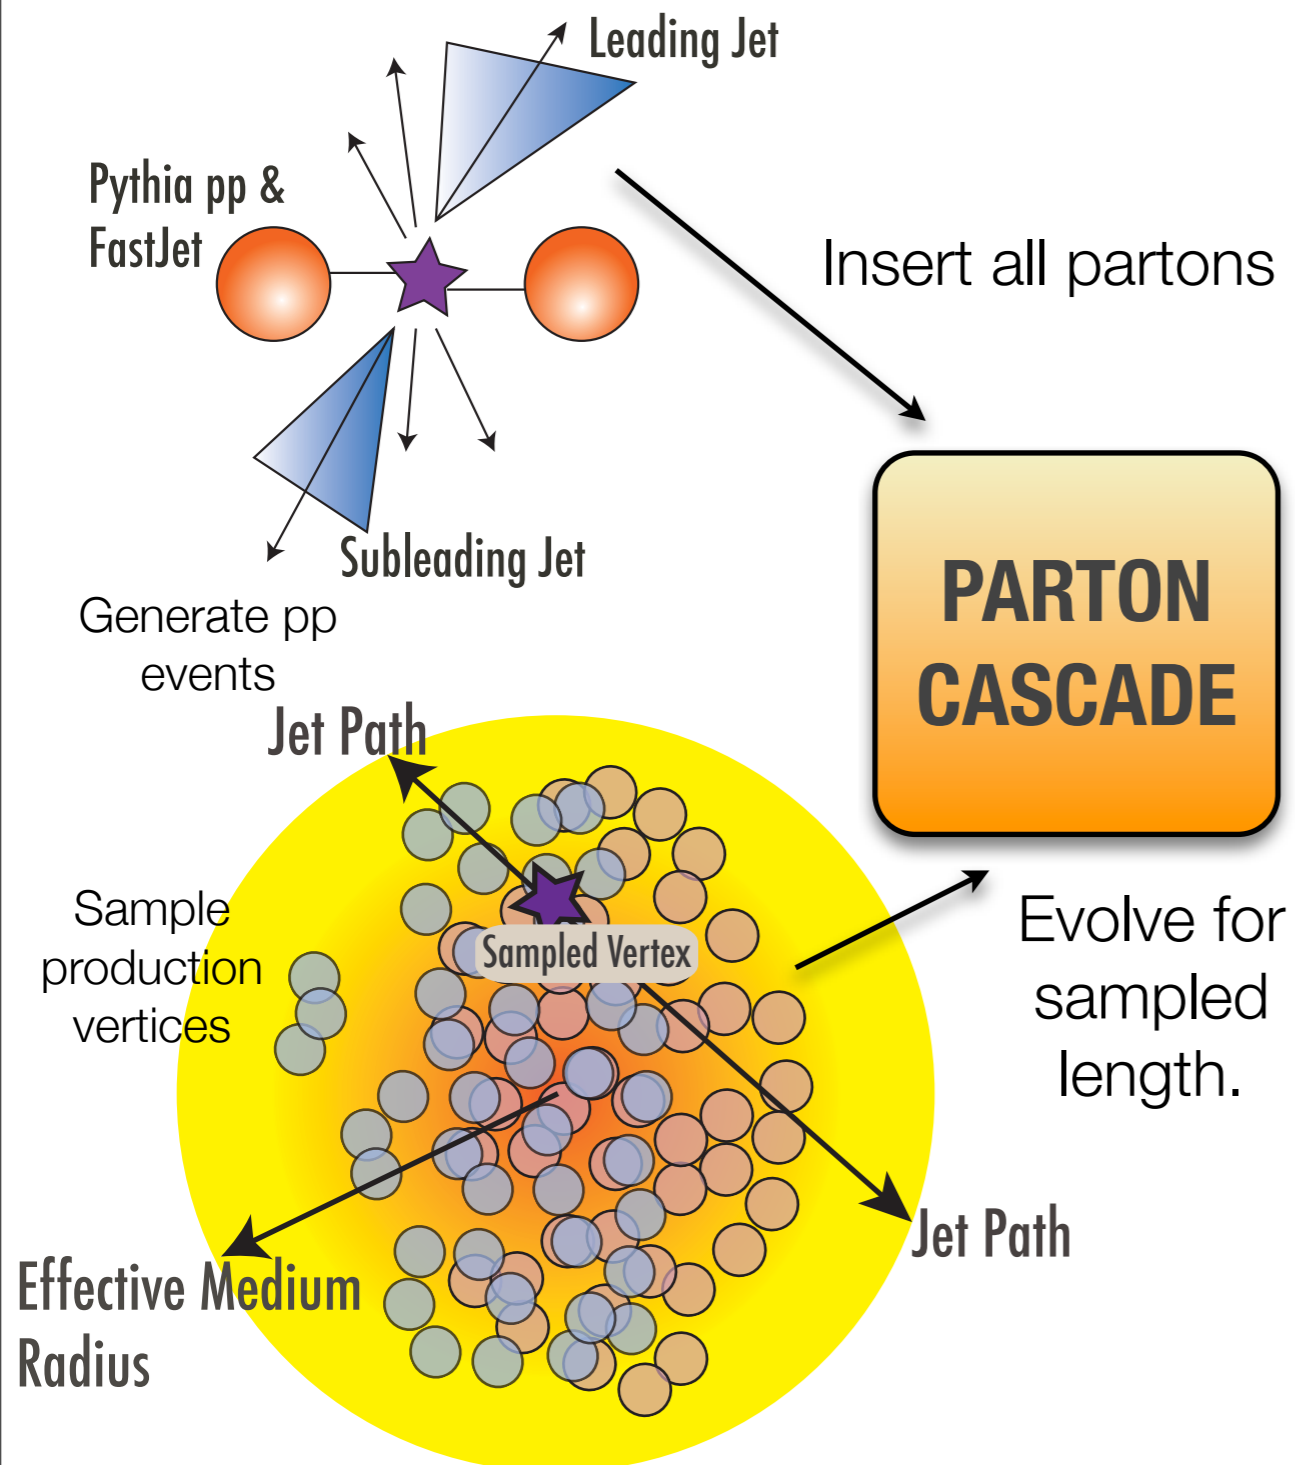 Leading Jet
Pythia pp &
FastJet
Insert all partons
Subleading Jet
Generate pp
events
PARTON
CASCADE
Jet Path
Sample
production
vertices
Sampled Vertex
Evolve for
sampled
length.
Jet Path
Effective Medium
Radius